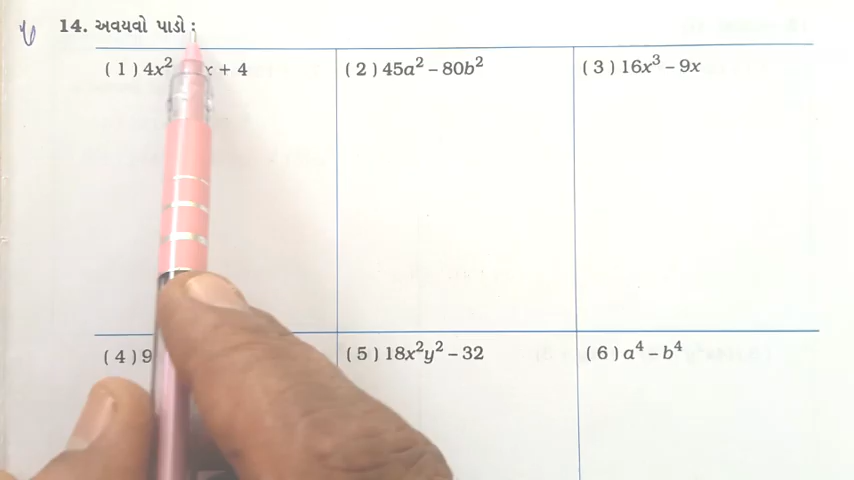 14. અવયવો પાડો :
( 1 ) 4x² x + 4
( 2 ) 45a² – 80b²
( 3 ) 16x³ – 9x
( 4 ) 9
( 5 ) 18x²y² – 32
( 6 ) a⁴ – b⁴